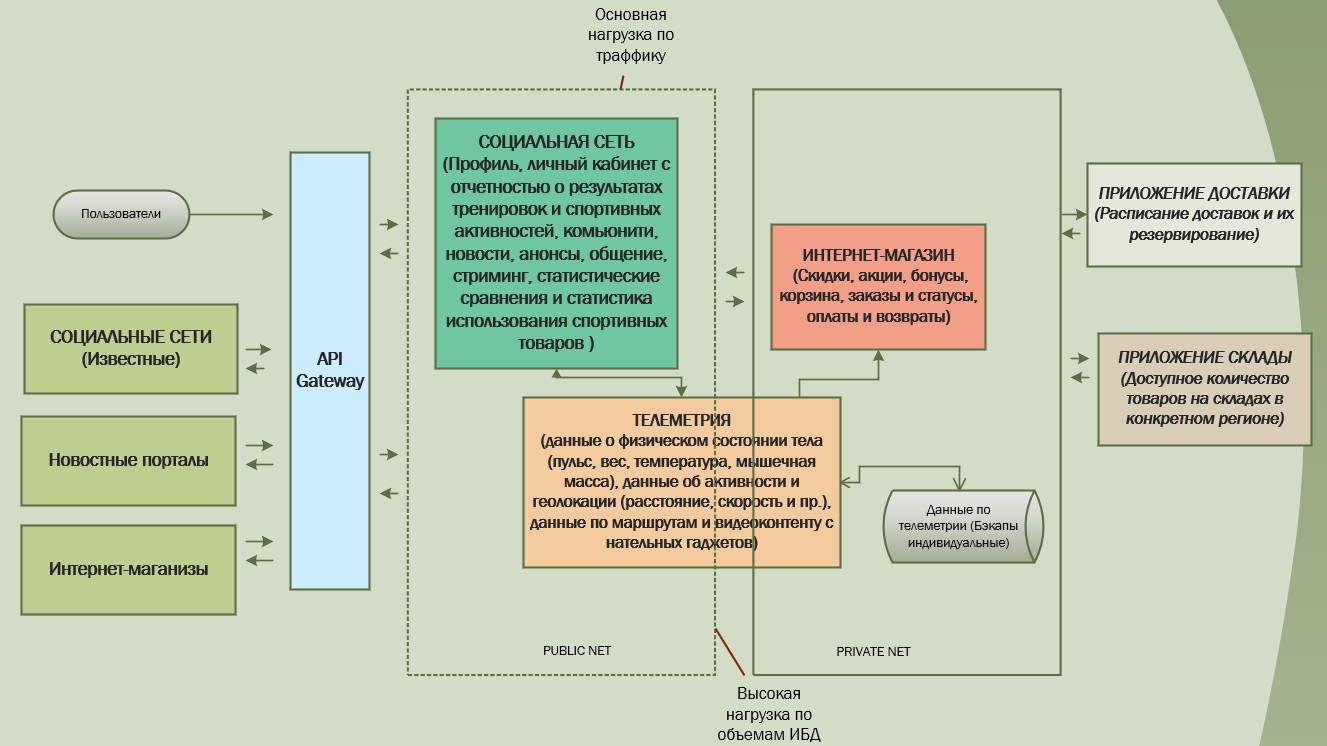 Основная
нагрузка по
траффику
Пользователи
СОЦИАЛЬНЫЕ СЕТИ
(Известные)
Новостные порталы
Интернет-маганизы
API
Gateway
СОЦИАЛЬНАЯ СЕТЬ
(Профиль, личный кабинет с
отчетностью о результатах
тренировок и спортивных
активностей, комьюнити,
новости, анонсы, общение,
стриминг, статистические
сравнения и статистика
использования спортивных
товаров )
ТЕЛЕМЕТРИЯ
(данные о физическом состоянии тела
(пульс, вес, температура, мышечная
масса), данные об активности и
геолокации (расстояние, скорость и пр.),
данные по маршрутам и видеоконтенту с
нательных гаджетов)
PUBLIC NET
ИНТЕРНЕТ-МАГАЗИН
(Скидки, акции, бонусы,
корзина, заказы и статусы,
оплаты и возвраты)
Данные по
телеметрии (Бэкапы
индивидуальные)
PRIVATE NET
ПРИЛОЖЕНИЕ ДОСТАВКИ
(Расписание доставок и их
резервирование)
ПРИЛОЖЕНИЕ СКЛАДЫ
(Доступное количество
товаров на складах в
конкретном регионе)
Высокая
нагрузка по
объемам ИБД